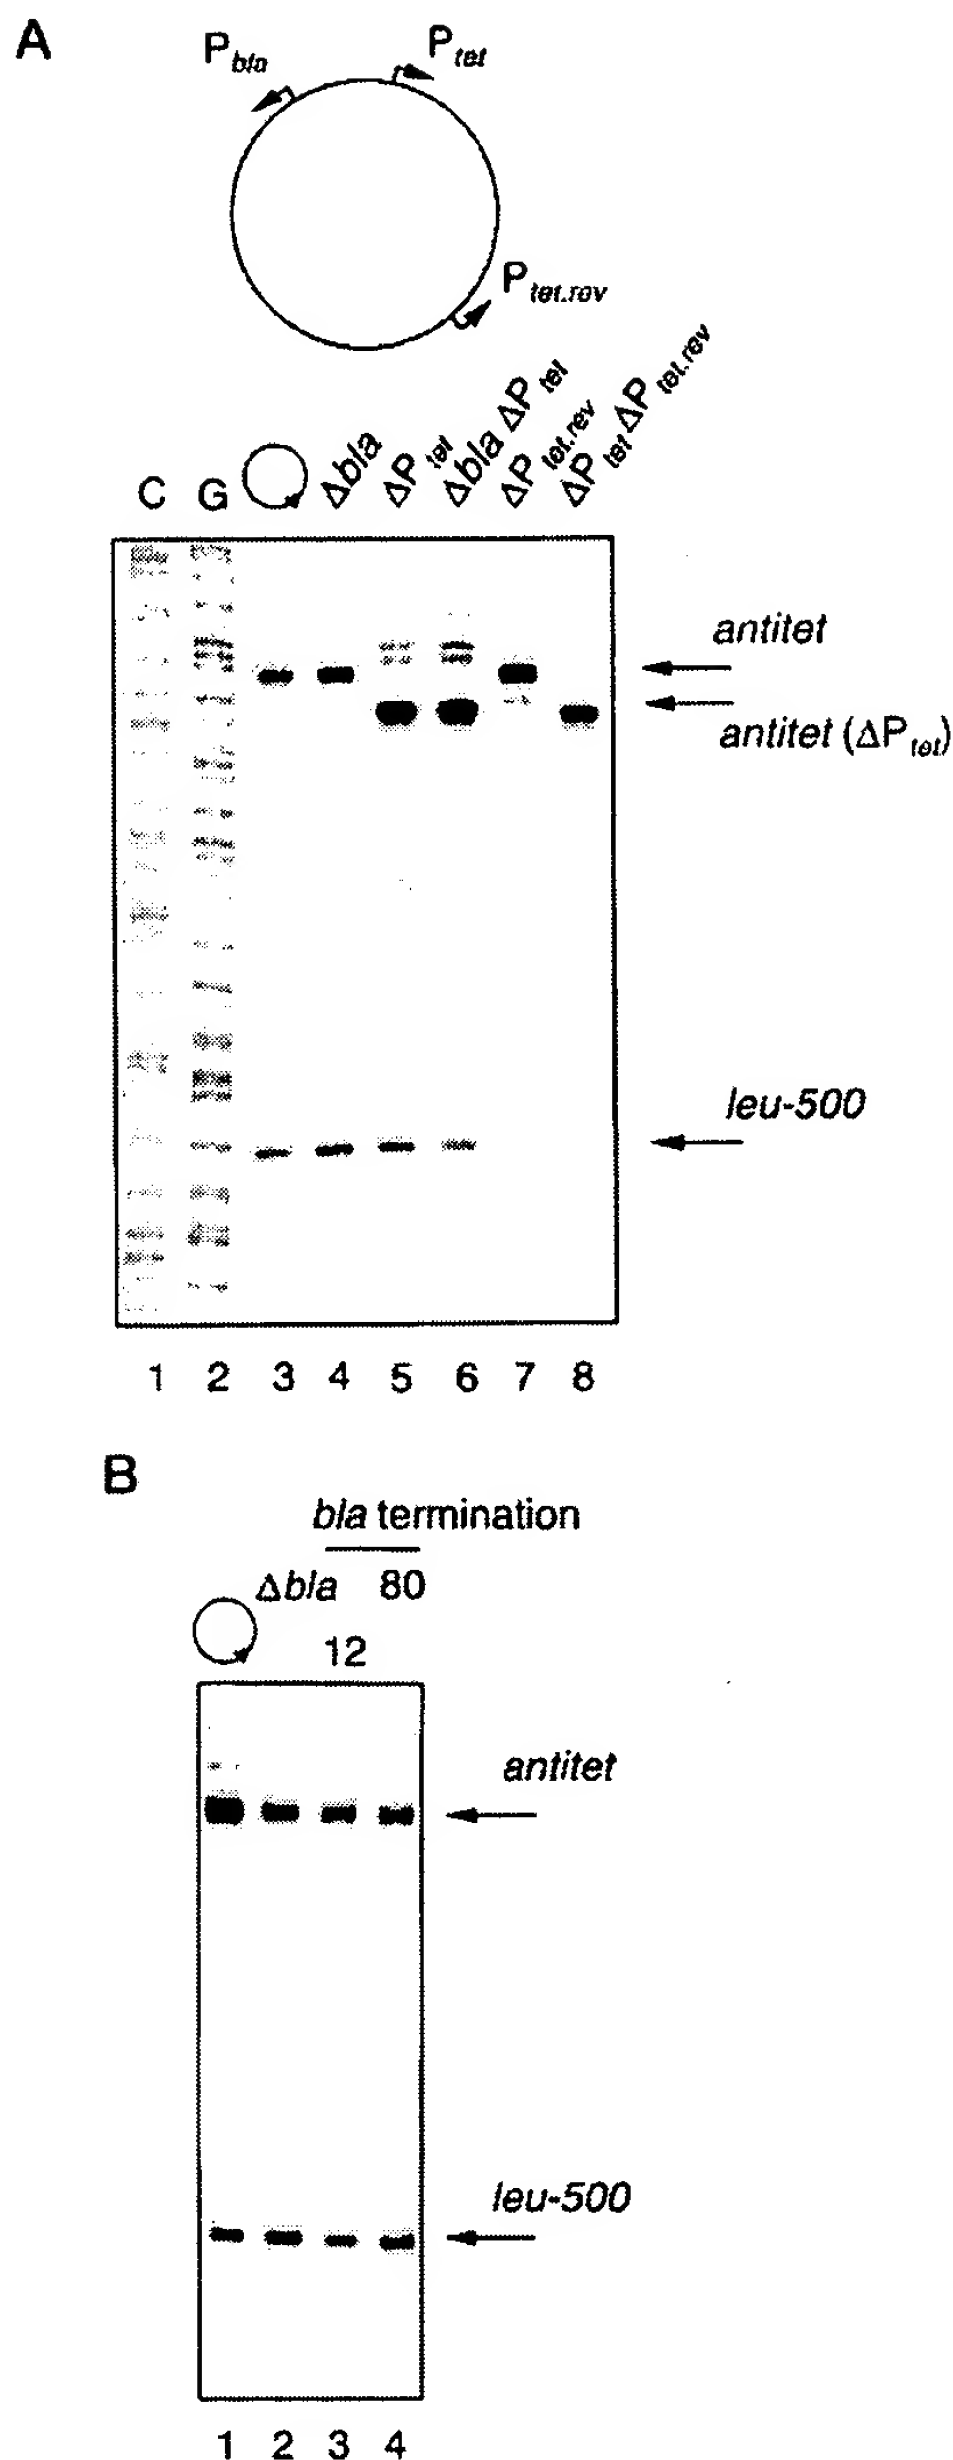 A
P bla
P tet
P tet.rev
C G Δbla ΔP tet Δbla ΔP tet ΔP tet.rev ΔP tet ΔP tet.rev
antitet
antitet (ΔP tet)
leu-500
1 2 3 4 5 6 7 8
B
bla termination
Δbla 80
12
antitet
leu-500
1 2 3 4